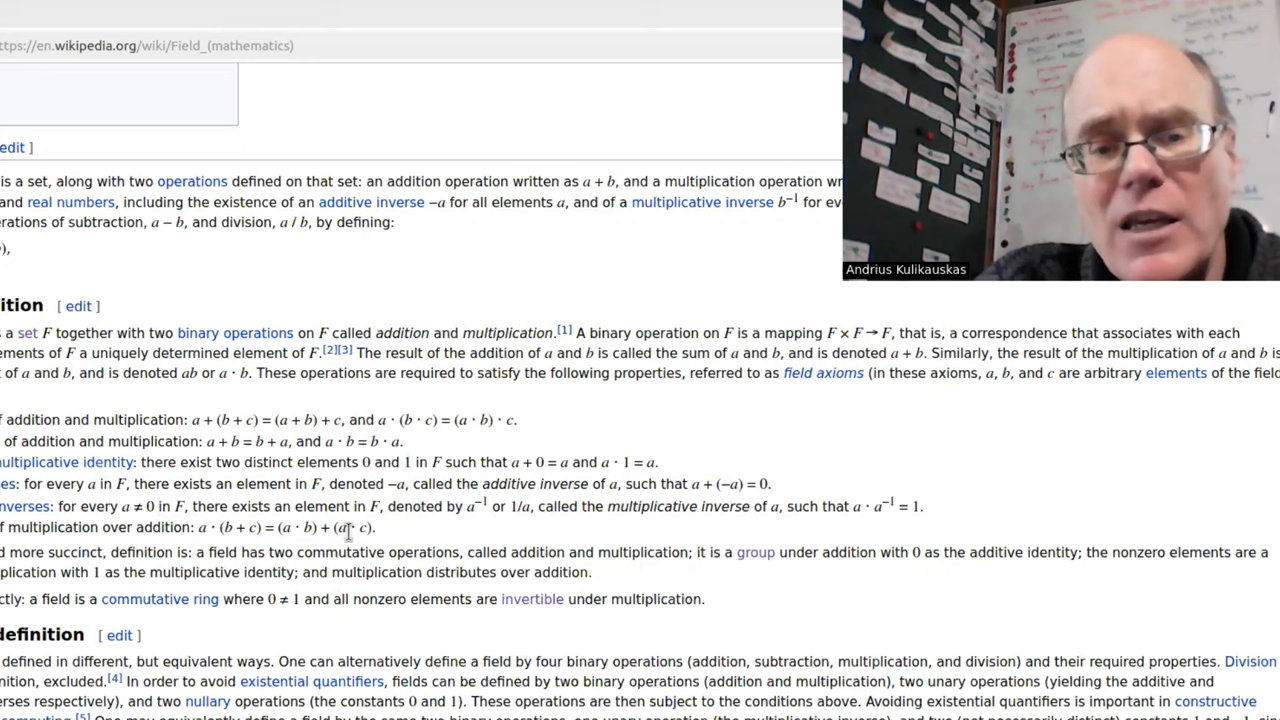 ttps://en.wikipedia.org/wiki/Field_(mathematics)
edit ]
is a set, along with two operations defined on that set: an addition operation written as a + b, and a multiplication operation wr
and real numbers, including the existence of an additive inverse −a for all elements a, and of a multiplicative inverse b⁻¹ for ev
erations of subtraction, a − b, and division, a / b, by defining:
),
Andrius Kulikauskas
ition [ edit ]
s a set F together with two binary operations on F called addition and multiplication.[1] A binary operation on F is a mapping F × F → F, that is, a correspondence that associates with each
ements of F a uniquely determined element of F.[2][3] The result of the addition of a and b is called the sum of a and b, and is denoted a + b. Similarly, the result of the multiplication of a and b is
t of a and b, and is denoted ab or a · b. These operations are required to satisfy the following properties, referred to as field axioms (in these axioms, a, b, and c are arbitrary elements of the field
f addition and multiplication: a + (b + c) = (a + b) + c, and a · (b · c) = (a · b) · c.
of addition and multiplication: a + b = b + a, and a · b = b · a.
ultiplicative identity: there exist two distinct elements 0 and 1 in F such that a + 0 = a and a · 1 = a.
es: for every a in F, there exists an element in F, denoted −a, called the additive inverse of a, such that a + (−a) = 0.
nverses: for every a ≠ 0 in F, there exists an element in F, denoted by a⁻¹ or 1/a, called the multiplicative inverse of a, such that a · a⁻¹ = 1.
f multiplication over addition: a · (b + c) = (a · b) + (a · c).
d more succinct, definition is: a field has two commutative operations, called addition and multiplication; it is a group under addition with 0 as the additive identity; the nonzero elements are a
plication with 1 as the multiplicative identity; and multiplication distributes over addition.
ctly: a field is a commutative ring where 0 ≠ 1 and all nonzero elements are invertible under multiplication.
definition [ edit ]
defined in different, but equivalent ways. One can alternatively define a field by four binary operations (addition, subtraction, multiplication, and division) and their required properties. Division
nition, excluded.[4] In order to avoid existential quantifiers, fields can be defined by two binary operations (addition and multiplication), two unary operations (yielding the additive and
erses respectively), and two nullary operations (the constants 0 and 1). These operations are then subject to the conditions above. Avoiding existential quantifiers is important in constructive